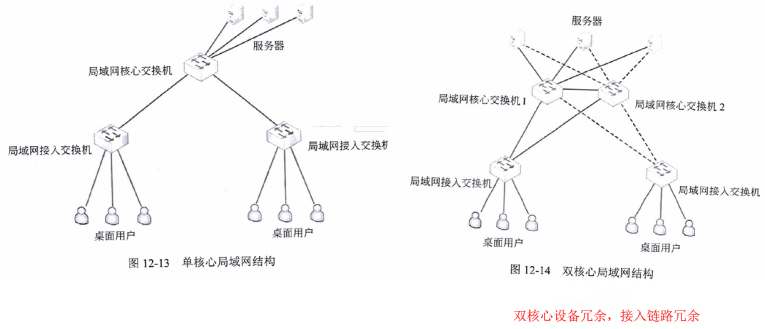 服务器
局域网核心交换机
局域网接入交换机
局域网接入交换机
桌面用户
桌面用户
图 12-13 单核心局域网结构
服务器
局域网核心交换机1
局域网核心交换机 2
局域网接入交换机
局域网接入交换机
桌面用户
桌面用户
图 12-14 双核心局域网结构
双核心设备冗余，接入链路冗余